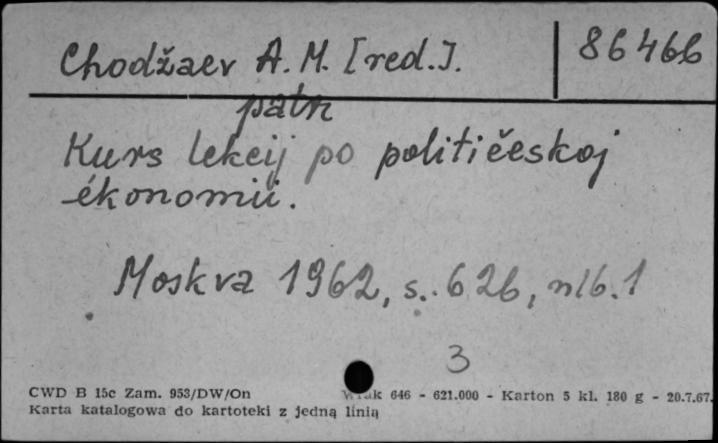 Chodžaev A. M. [red.]. 86466
patrz
Kurs lekcij po političeskoj
ékonomii.
Moskva 1962, s. 626, nlb. 1
3
CWD B 15c Zam. 953/DW/On 646 - 621.000 - Karton 5 kl. 180 g - 20.7.67.
Karta katalogowa do kartoteki z jedną linią